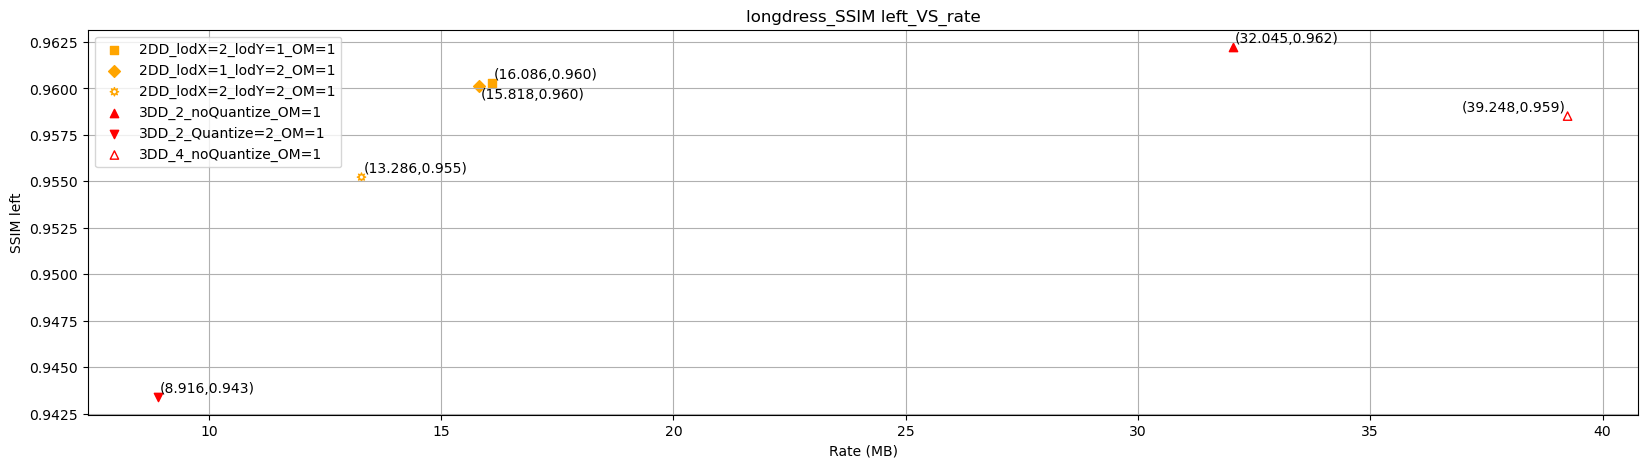 longdress_SSIM left_VS_rate
2DD_lodX=2_lodY=1_OM=1
2DD_lodX=1_lodY=2_OM=1
2DD_lodX=2_lodY=2_OM=1
3DD_2_noQuantize_OM=1
3DD_2_Quantize=2_OM=1
3DD_4_noQuantize_OM=1
(32.045,0.962)
(16.086,0.960)
(15.818,0.960)
(39.248,0.959)
(13.286,0.955)
(8.916,0.943)
SSIM left
0.9625
0.9600
0.9575
0.9550
0.9525
0.9500
0.9475
0.9450
0.9425
10
15
20
25
30
35
40
Rate (MB)